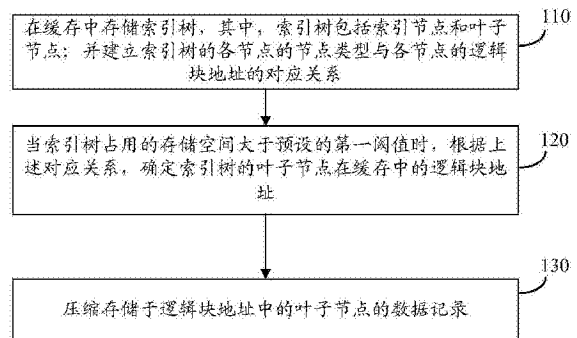 在缓存中存储索引树，其中，索引树包括索引节点和叶子
节点；并建立索引树的各节点的节点类型与各节点的逻辑
块地址的对应关系
110
当索引树占用的存储空间大于预设的第一阈值时，根据上
述对应关系，确定索引树的叶子节点在缓存中的逻辑块地
址
120
压缩存储于逻辑块地址中的叶子节点的数据记录
130